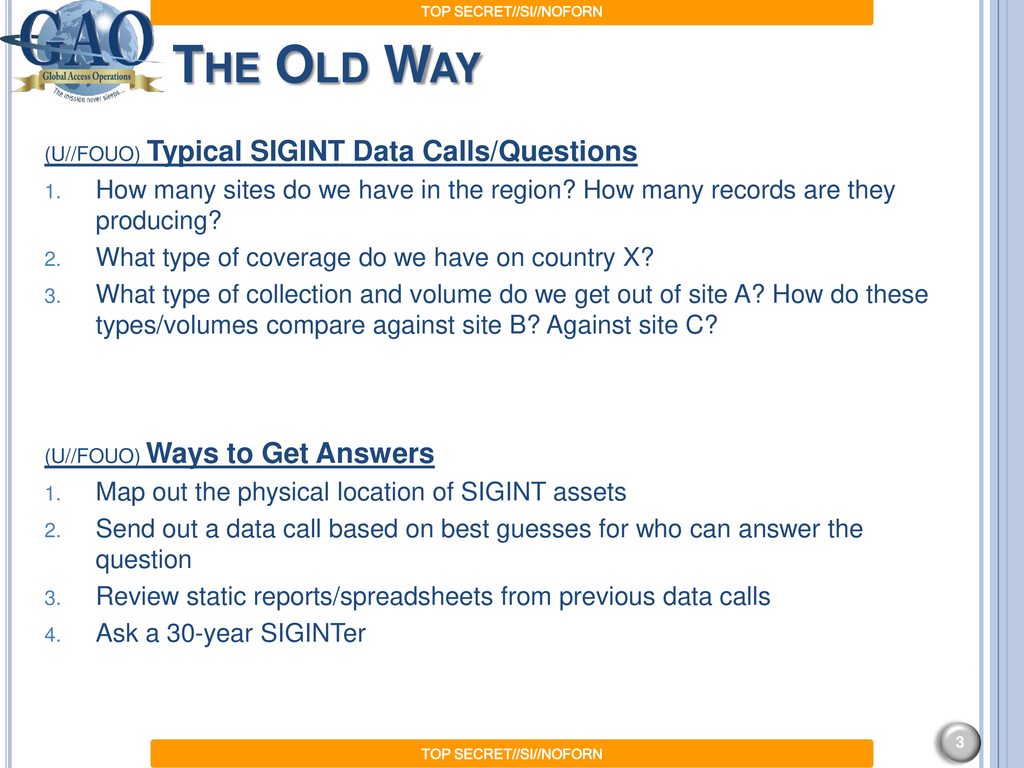 TOP SECRET//SI//NOFORN
GAO
Global Access Operations
The mission never sleeps...
THE OLD WAY
(U//FOUO) Typical SIGINT Data Calls/Questions
1. How many sites do we have in the region? How many records are they
producing?
2. What type of coverage do we have on country X?
3. What type of collection and volume do we get out of site A? How do these
types/volumes compare against site B? Against site C?
(U//FOUO) Ways to Get Answers
1. Map out the physical location of SIGINT assets
2. Send out a data call based on best guesses for who can answer the
question
3. Review static reports/spreadsheets from previous data calls
4. Ask a 30-year SIGINTer
3
TOP SECRET//SI//NOFORN